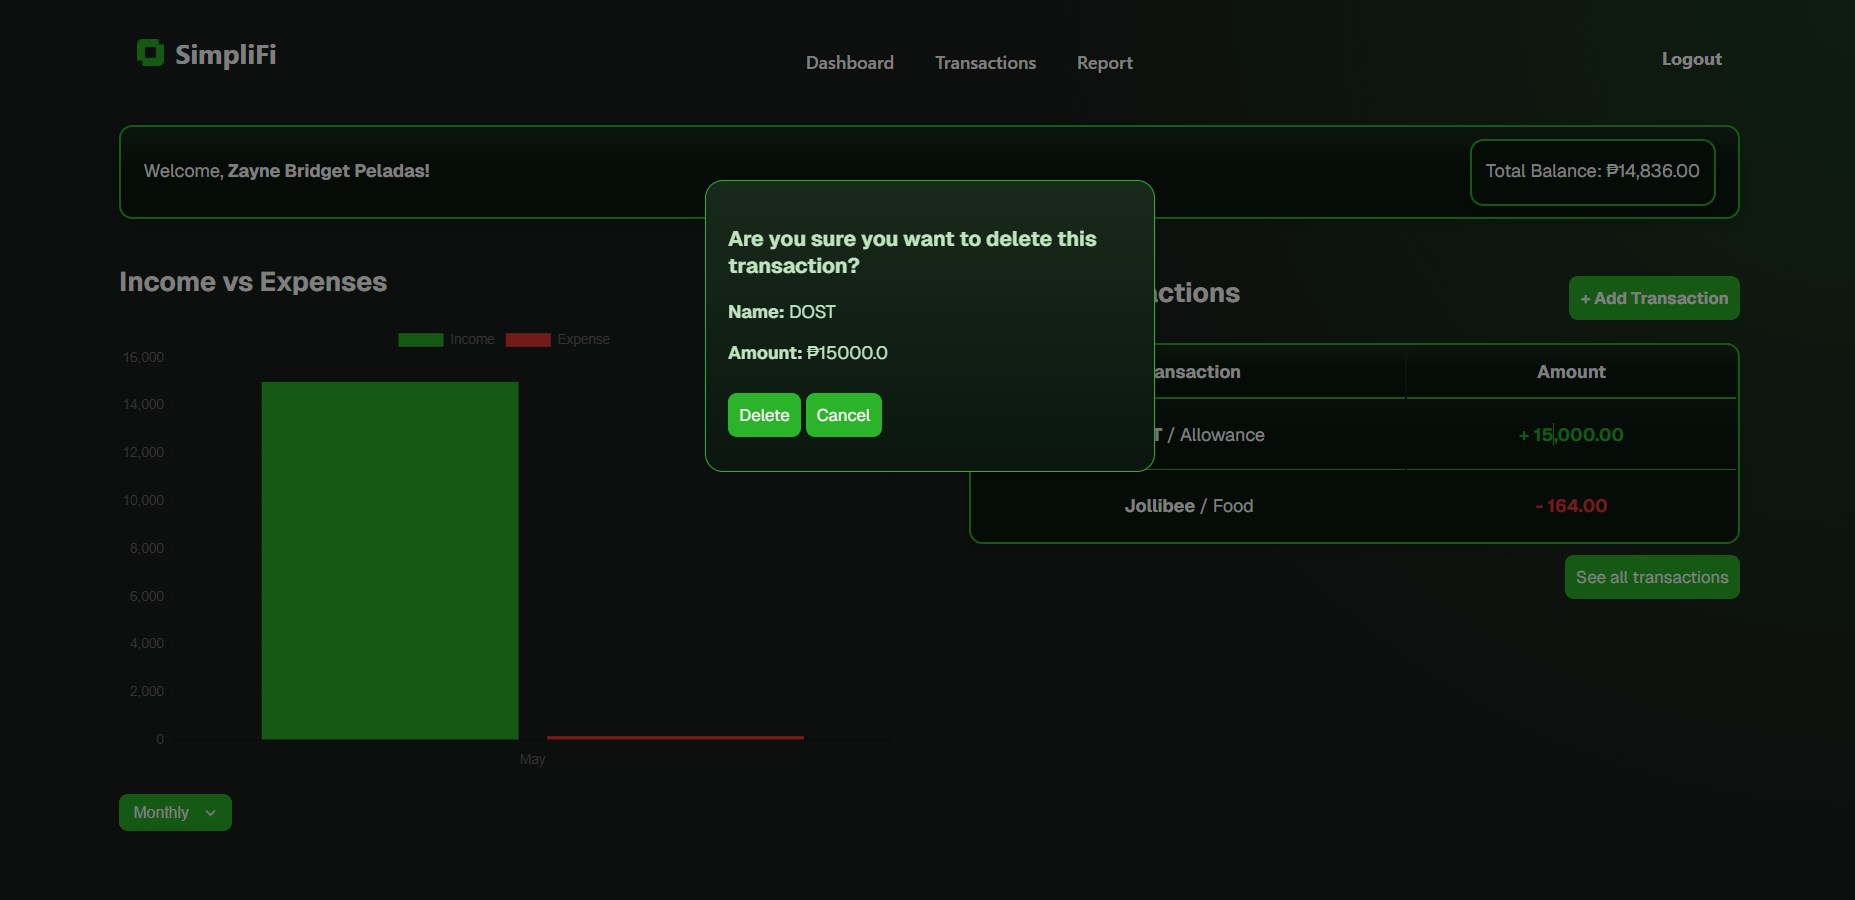 SimpliFi
Dashboard
Transactions
Report
Logout
Welcome, Zayne Bridget Peladas!
Total Balance: ₱14,836.00
Are you sure you want to delete this
transaction?
Name: DOST
Amount: ₱15000.0
Delete
Cancel
Income vs Expenses
Income
Expense
16,000
14,000
12,000
10,000
8,000
6,000
4,000
2,000
0
May
Monthly
actions
+ Add Transaction
ansaction
Amount
T / Allowance
+ 15,000.00
Jollibee / Food
- 164.00
See all transactions